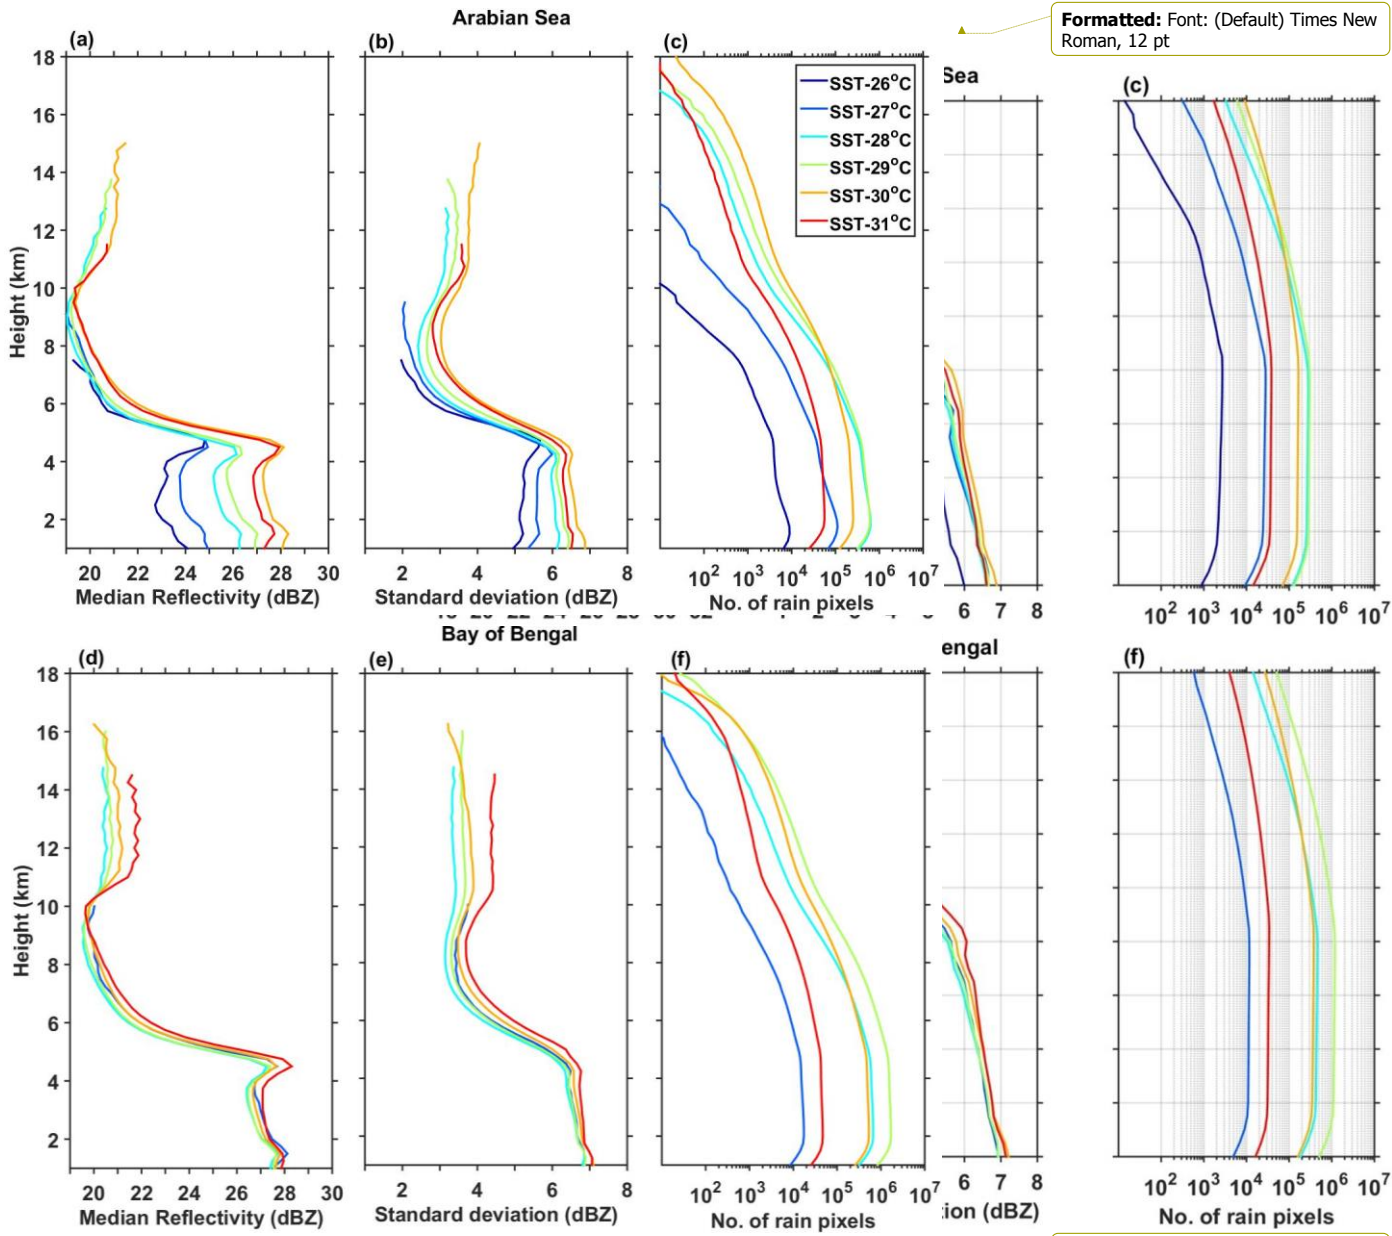 Arabian Sea
Formatted: Font: (Default) Times New
Roman, 12 pt
(a)
(b)
(c)
Sea
(c)
18
16
14
12
10
8
6
4
2
Height (km)
SST-26°C
SST-27°C
SST-28°C
SST-29°C
SST-30°C
SST-31°C
20 22 24 26 28 30
Median Reflectivity (dBZ)
2 4 6 8
Standard deviation (dBZ)
10² 10³ 10⁴ 10⁵ 10⁶ 10⁷
No. of rain pixels
6 7 8
10² 10³ 10⁴ 10⁵ 10⁶ 10⁷
Bay of Bengal
engal
(d)
(e)
(f)
(f)
18
16
14
12
10
8
6
4
2
Height (km)
20 22 24 26 28 30
Median Reflectivity (dBZ)
2 4 6 8
Standard deviation (dBZ)
10² 10³ 10⁴ 10⁵ 10⁶ 10⁷
No. of rain pixels
6 7 8
tion (dBZ)
10² 10³ 10⁴ 10⁵ 10⁶ 10⁷
No. of rain pixels